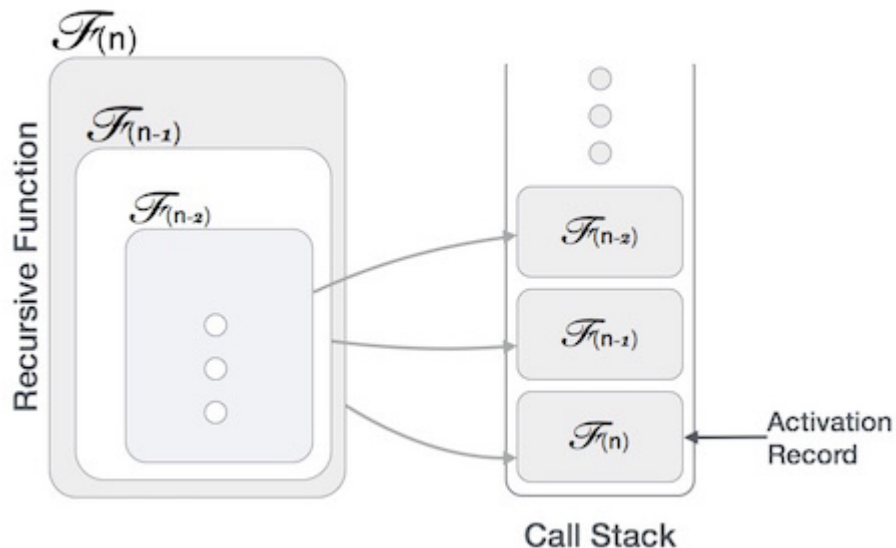 ℱ(n)
ℱ(n-1)
ℱ(n-2)
Recursive Function
ℱ(n-2)
ℱ(n-1)
ℱ(n)
Activation
Record
Call Stack